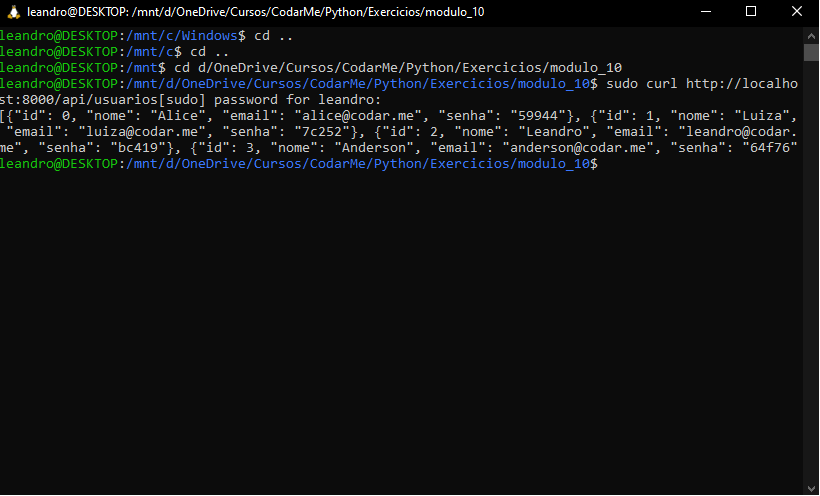 leandro@DESKTOP: /mnt/d/OneDrive/Cursos/CodarMe/Python/Exercicios/modulo_10
leandro@DESKTOP:/mnt/c/Windows$ cd ..
leandro@DESKTOP:/mnt/c$ cd ..
leandro@DESKTOP:/mnt$ cd d/OneDrive/Cursos/CodarMe/Python/Exercicios/modulo_10
leandro@DESKTOP:/mnt/d/OneDrive/Cursos/CodarMe/Python/Exercicios/modulo_10$ sudo curl http://localho
st:8000/api/usuarios[sudo] password for leandro:
[{"id": 0, "nome": "Alice", "email": "alice@codar.me", "senha": "59944"}, {"id": 1, "nome": "Luiza",
"email": "luiza@codar.me", "senha": "7c252"}, {"id": 2, "nome": "Leandro", "email": "leandro@codar.
me", "senha": "bc419"}, {"id": 3, "nome": "Anderson", "email": "anderson@codar.me", "senha": "64f76"
leandro@DESKTOP:/mnt/d/OneDrive/Cursos/CodarMe/Python/Exercicios/modulo_10$